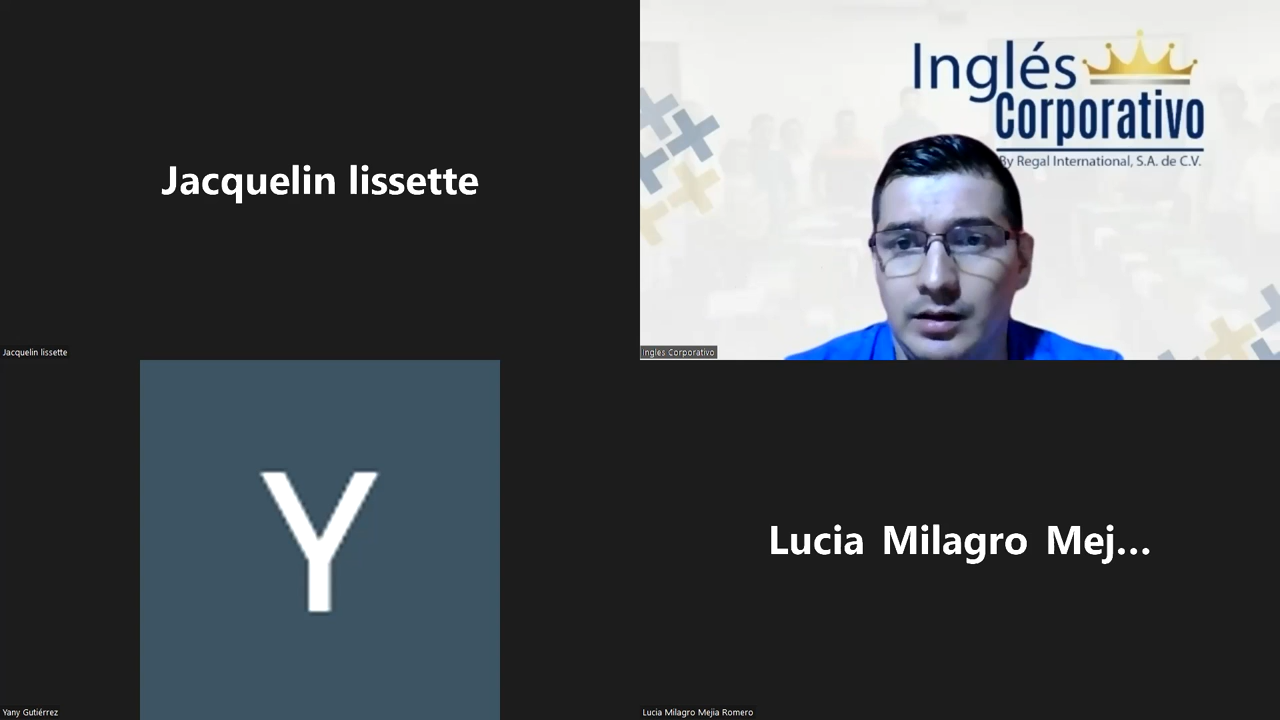 Jacquelin lissette
Jacquelin lissette
Inglés
Corporativo
By Regal International, S.A. de C.V.
Ingles Corporativo
Y
Yany Gutiérrez
Lucia Milagro Mej...
Lucia Milagro Mejia Romero